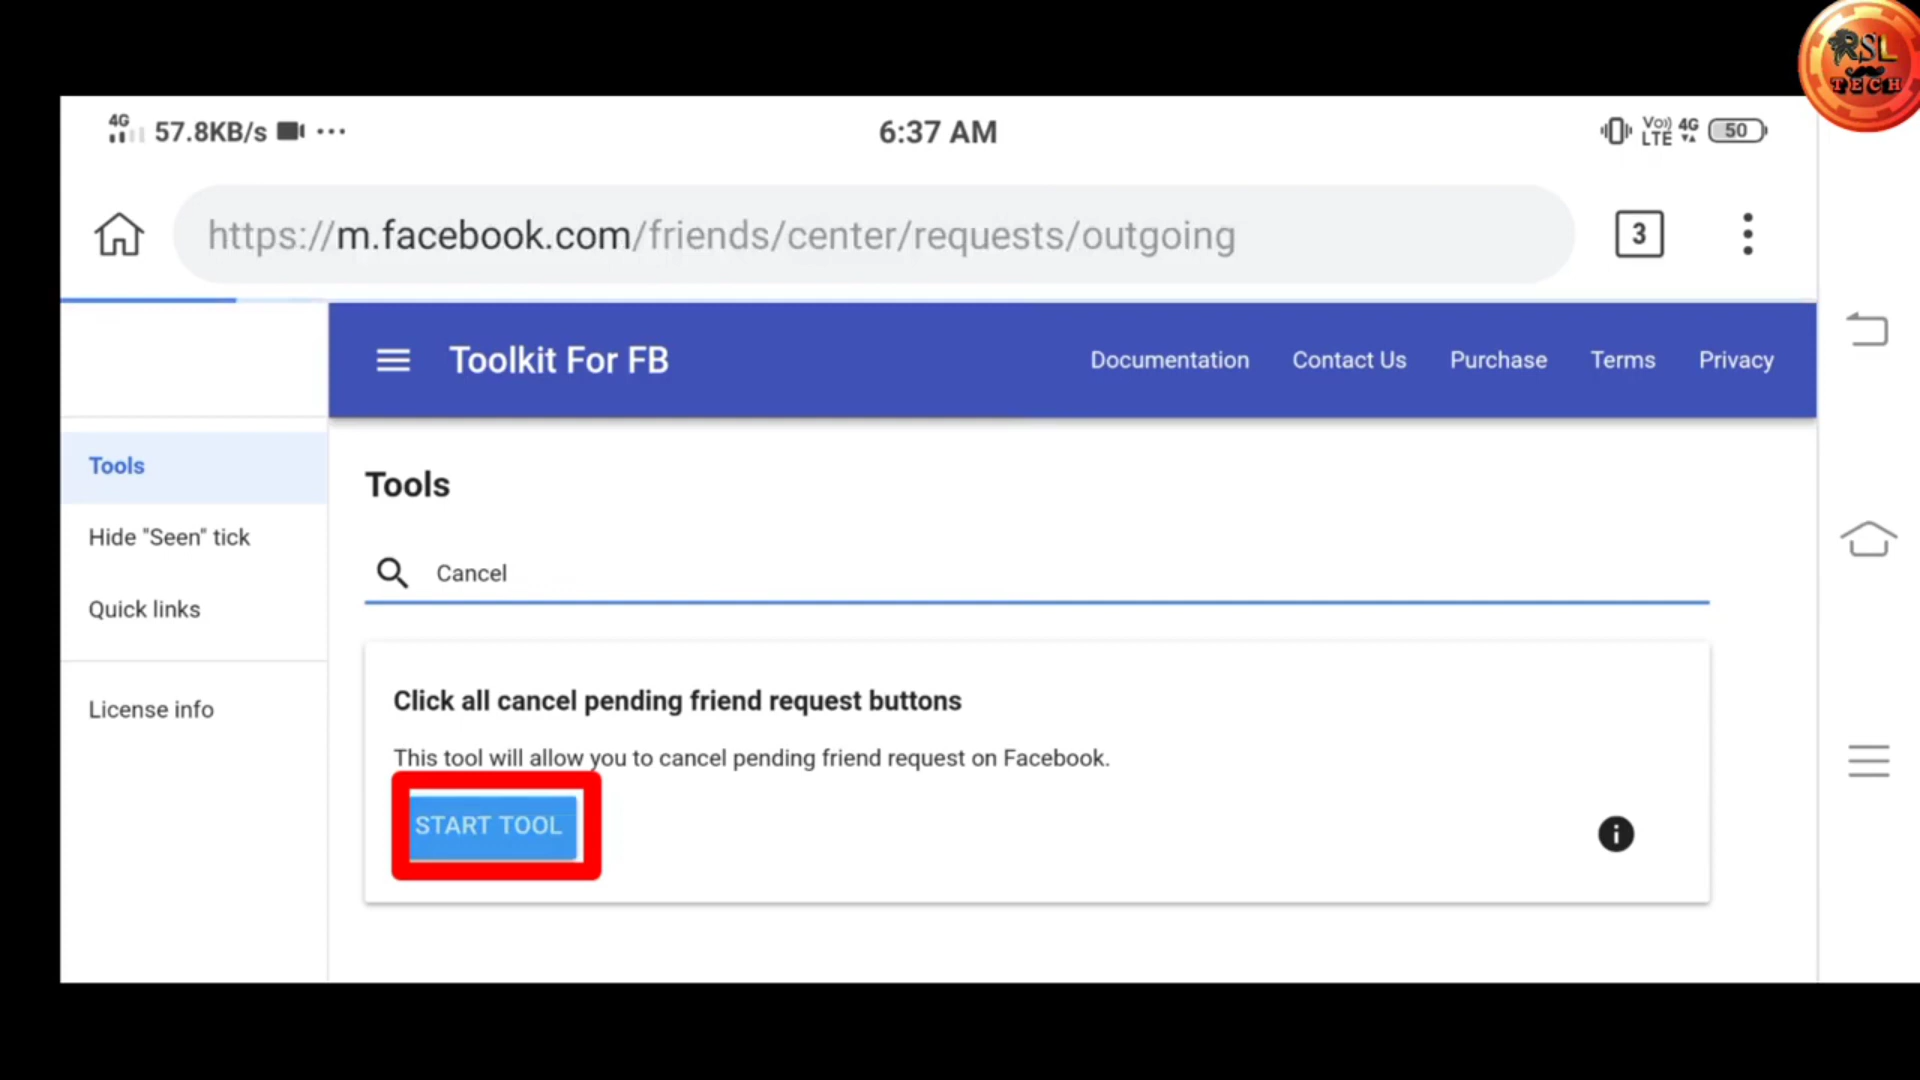 RSL
TECH
4G 57.8KB/s ...
6:37 AM
Vo)) LTE 4G 50
https://m.facebook.com/friends/center/requests/outgoing
3
Toolkit For FB
Documentation Contact Us Purchase Terms Privacy
Tools
Hide "Seen" tick
Quick links
License info
Tools
Cancel
Click all cancel pending friend request buttons
This tool will allow you to cancel pending friend request on Facebook.
START TOOL
i